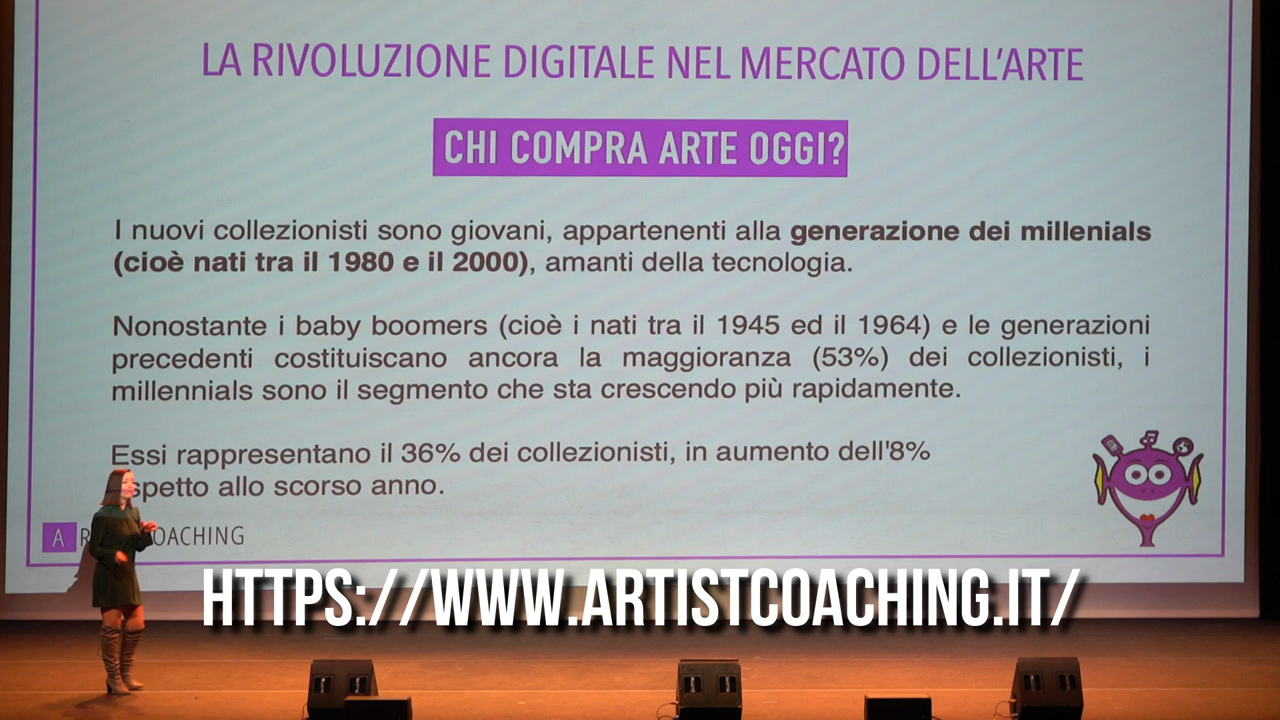 LA RIVOLUZIONE DIGITALE NEL MERCATO DELL'ARTE
CHI COMPRA ARTE OGGI?
I nuovi collezionisti sono giovani, appartenenti alla generazione dei millenials
(cioè nati tra il 1980 e il 2000), amanti della tecnologia.
Nonostante i baby boomers (cioè i nati tra il 1945 ed il 1964) e le generazioni
precedenti costituiscano ancora la maggioranza (53%) dei collezionisti, i
millennials sono il segmento che sta crescendo più rapidamente.
Essi rappresentano il 36% dei collezionisti, in aumento dell'8%
spetto allo scorso anno.
A R OACHING
HTTPS://WWW.ARTISTCOACHING.IT/